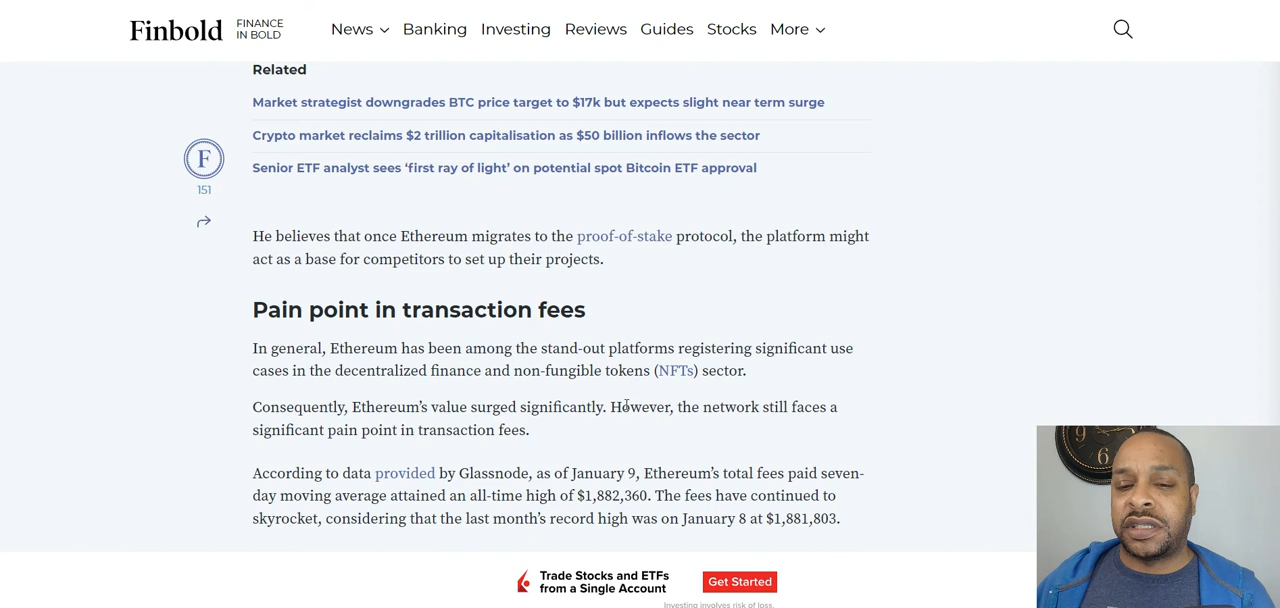 Finbold
FINANCE
IN BOLD
News
Banking
Investing
Reviews
Guides
Stocks
More
Related
Market strategist downgrades BTC price target to $17k but expects slight near term surge
Crypto market reclaims $2 trillion capitalisation as $50 billion inflows the sector
Senior ETF analyst sees ‘first ray of light’ on potential spot Bitcoin ETF approval
F
151
He believes that once Ethereum migrates to the proof-of-stake protocol, the platform might
act as a base for competitors to set up their projects.
Pain point in transaction fees
In general, Ethereum has been among the stand-out platforms registering significant use
cases in the decentralized finance and non-fungible tokens (NFTs) sector.
Consequently, Ethereum’s value surged significantly. However, the network still faces a
significant pain point in transaction fees.
According to data provided by Glassnode, as of January 9, Ethereum’s total fees paid seven-
day moving average attained an all-time high of $1,882,360. The fees have continued to
skyrocket, considering that the last month’s record high was on January 8 at $1,881,803.
Trade Stocks and ETFs
from a Single Account
Get Started
Investing involves risk of loss.
6